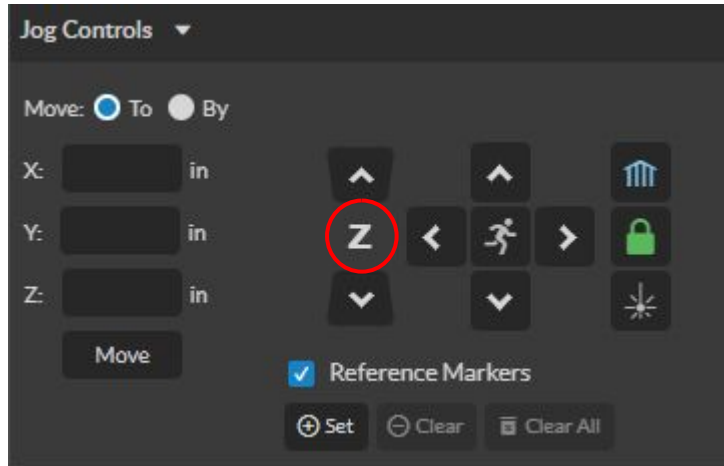 Jog Controls
Move: To By
X: in
Y: in
Z: in
Z
Move
Reference Markers
Set Clear Clear All